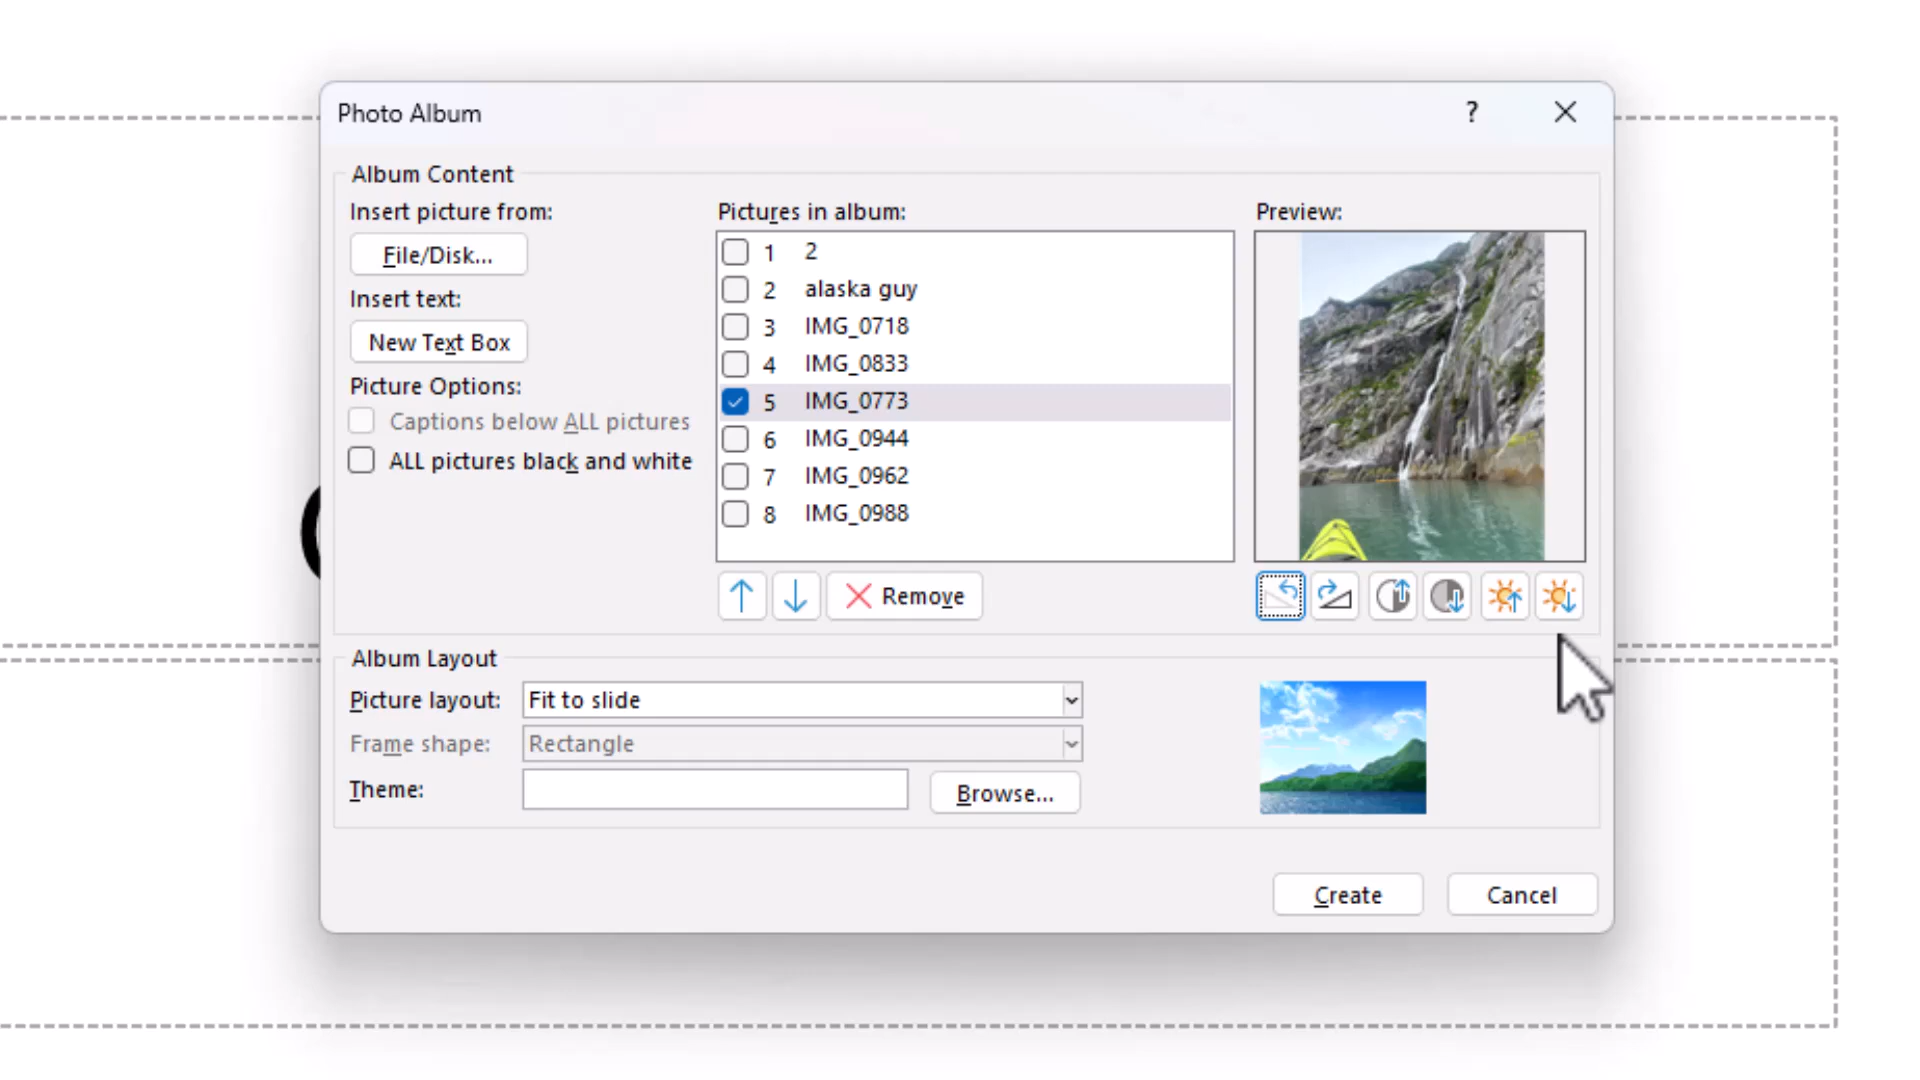 Photo Album
?
Album Content
Insert picture from:
File/Disk...
Insert text:
New Text Box
Picture Options:
Captions below ALL pictures
ALL pictures black and white
Pictures in album:
1 2
2 alaska guy
3 IMG_0718
4 IMG_0833
5 IMG_0773
6 IMG_0944
7 IMG_0962
8 IMG_0988
Remove
Preview:
Album Layout
Picture layout: Fit to slide
Frame shape: Rectangle
Theme:
Browse...
Create
Cancel